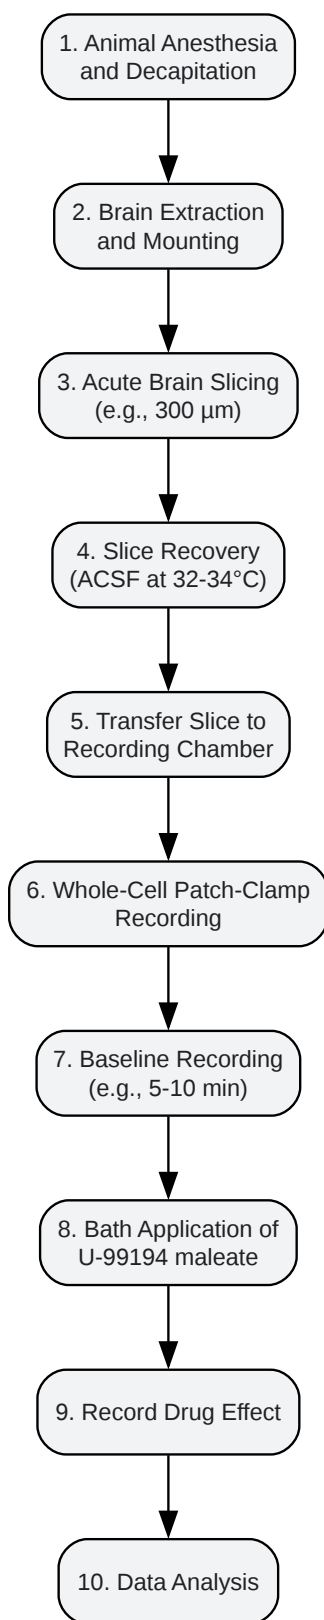 1. Animal Anesthesia
and Decapitation
2. Brain Extraction
and Mounting
3. Acute Brain Slicing
(e.g., 300 µm)
4. Slice Recovery
(ACSF at 32-34°C)
5. Transfer Slice to
Recording Chamber
6. Whole-Cell Patch-Clamp
Recording
7. Baseline Recording
(e.g., 5-10 min)
8. Bath Application of
U-99194 maleate
9. Record Drug Effect
10. Data Analysis